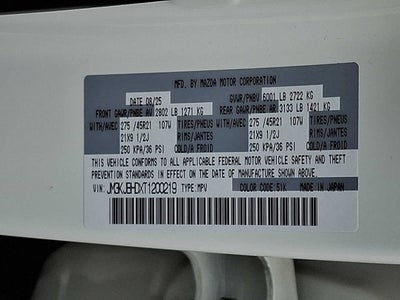 MFD. BY MAZDA MOTOR CORPORATION
DATE 08/25 GVWR/PNBV 6001 LB 2722 KG
FRONT GAWR/PNBE AV 2802 LB 1271 KG REAR GAWR/PNBE AR 3133 LB 1421 KG
WITH/AVEC 275 /45R21 107W TIRES/PNEUS WITH/AVEC 275 /45R21 107W TIRES/PNEUS
21X9 1/2J RIMS/JANTES 21X9 1/2J RIMS/JANTES
250 KPA/36 PSI COLD/A FROID 250 KPA/36 PSI COLD/A FROID
THIS VEHICLE CONFORMS TO ALL APPLICABLE FEDERAL MOTOR VEHICLE SAFETY AND THEFT
PREVENTION STANDARDS IN EFFECT ON THE DATE OF MANUFACTURE SHOWN ABOVE.
VIN: JM3KJBHDXT1200219 TYPE: MPV COLOR CODE: 51K MADE IN JAPAN